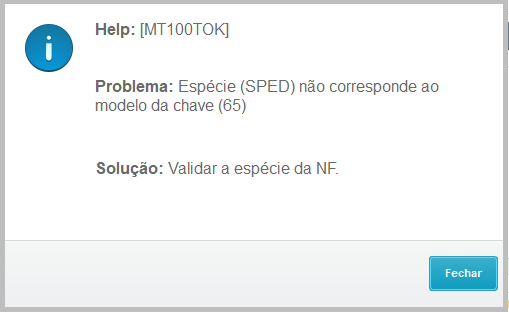 Help: [MT100TOK]
Problema: Espécie (SPED) não corresponde ao
modelo da chave (65)
Solução: Validar a espécie da NF.
Fechar